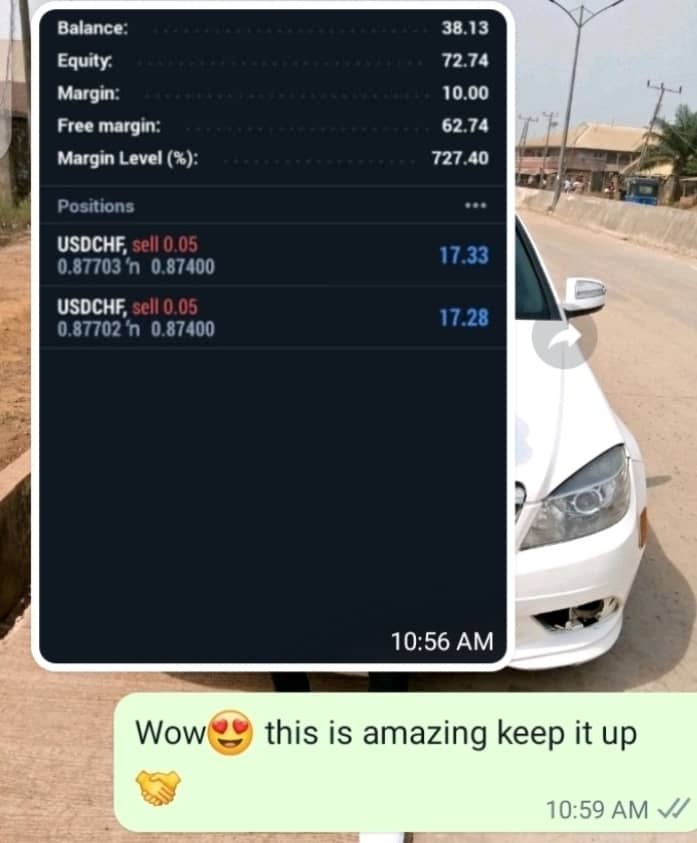 Balance: 38.13
Equity: 72.74
Margin: 10.00
Free margin: 62.74
Margin Level (%): 727.40
Positions ...
USDCHF, sell 0.05
0.87703 'n 0.87400 17.33
USDCHF, sell 0.05
0.87702 'n 0.87400 17.28
10:56 AM
Wow😍 this is amazing keep it up
🤝
10:59 AM